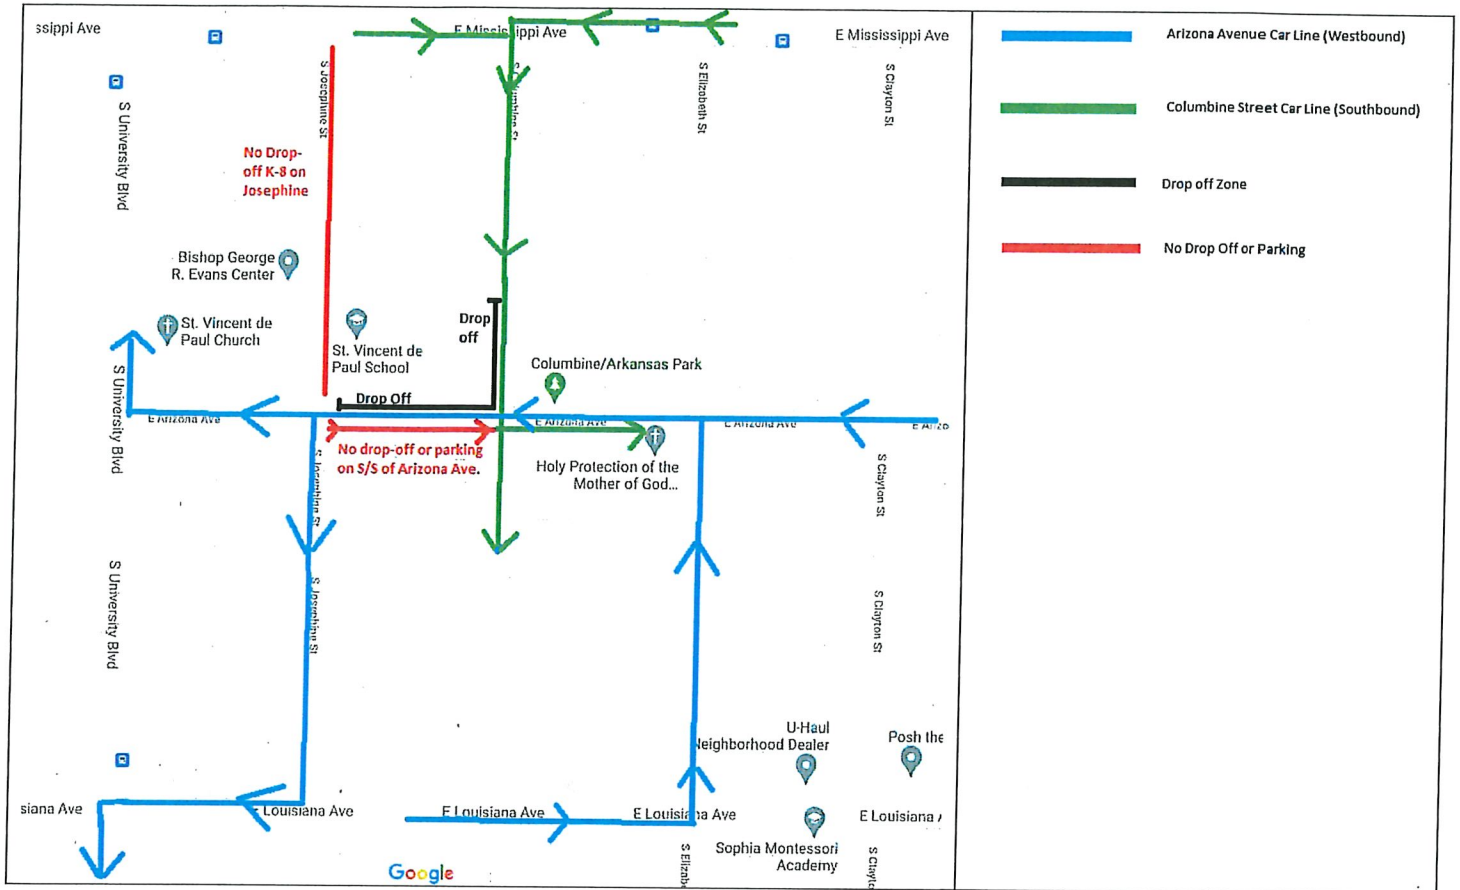 ssippi Ave
E Mississippi Ave
E Mississippi Ave
S University Blvd
S Josephine St
S Columbine St
S Elizabeth St
S Clayton St
No Drop-
off K-8 on
Josephine
Bishop George
R. Evans Center
St. Vincent de
Paul Church
St. Vincent de
Paul School
Drop
off
Columbine/Arkansas Park
Drop Off
S University Blvd
E Arizona Ave
E Arizona Ave
E Arizona Ave
E Arizo
No drop-off or parking
on S/S of Arizona Ave.
S Josephine St
Holy Protection of the
Mother of God...
S Clayton St
S University Blvd
S Josephine St
S Clayton St
U-Haul
Neighborhood Dealer
Posh the
siana Ave
E Louisiana Ave
E Louisiana Ave
E Louisiana Ave
E Louisiana
Sophia Montessori
Academy
S Elizab
S Clayto
Google
Arizona Avenue Car Line (Westbound)
Columbine Street Car Line (Southbound)
Drop off Zone
No Drop Off or Parking